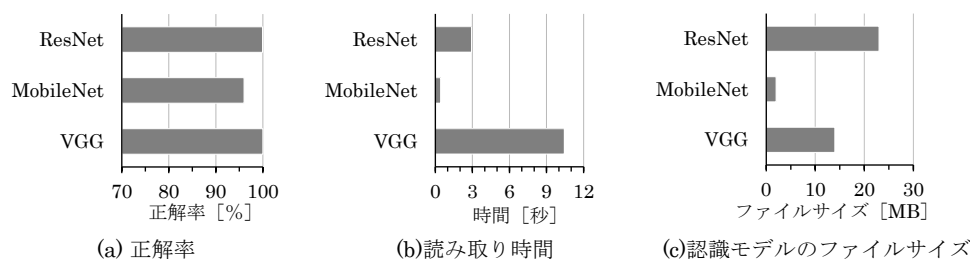 ResNet
MobileNet
VGG
70 80 90 100
正解率［%］
(a) 正解率
ResNet
MobileNet
VGG
0 3 6 9 12
時間［秒］
(b)読み取り時間
ResNet
MobileNet
VGG
0 10 20 30
ファイルサイズ［MB］
(c)認識モデルのファイルサイズ